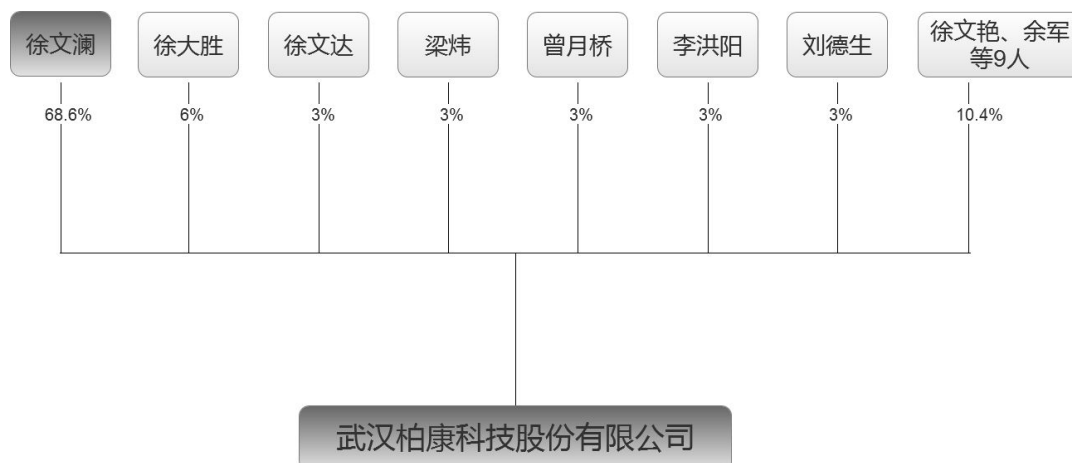 徐文澜
徐大胜
徐文达
梁炜
曾月桥
李洪阳
刘德生
徐文艳、余军
等9人
68.6%
6%
3%
3%
3%
3%
3%
10.4%
武汉柏康科技股份有限公司